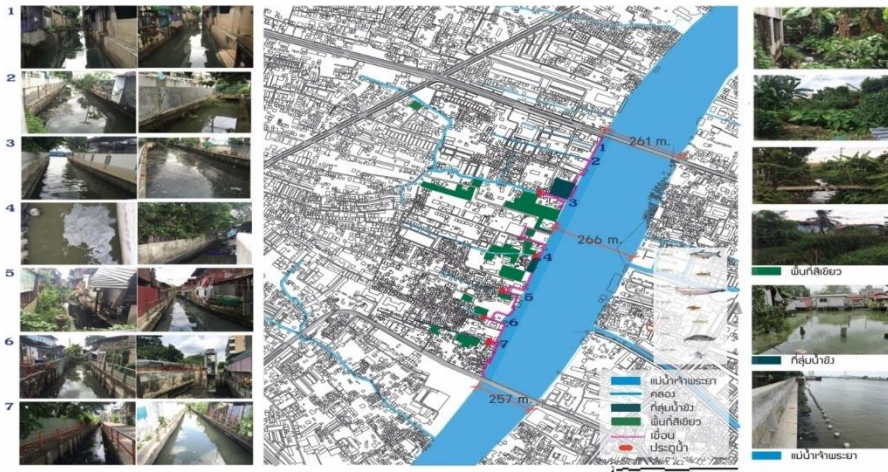 1
2
3
4
5
6
7
261 m.
1
2
3
266 m.
4
5
6
7
257 m.
แม่น้ำเจ้าพระยา
คลอง
ที่ลุ่มน้ำขัง
พื้นที่สีเขียว
เขื่อน
ประตูน้ำ
พื้นที่สีเขียว
ที่ลุ่มน้ำขัง
แม่น้ำเจ้าพระยา